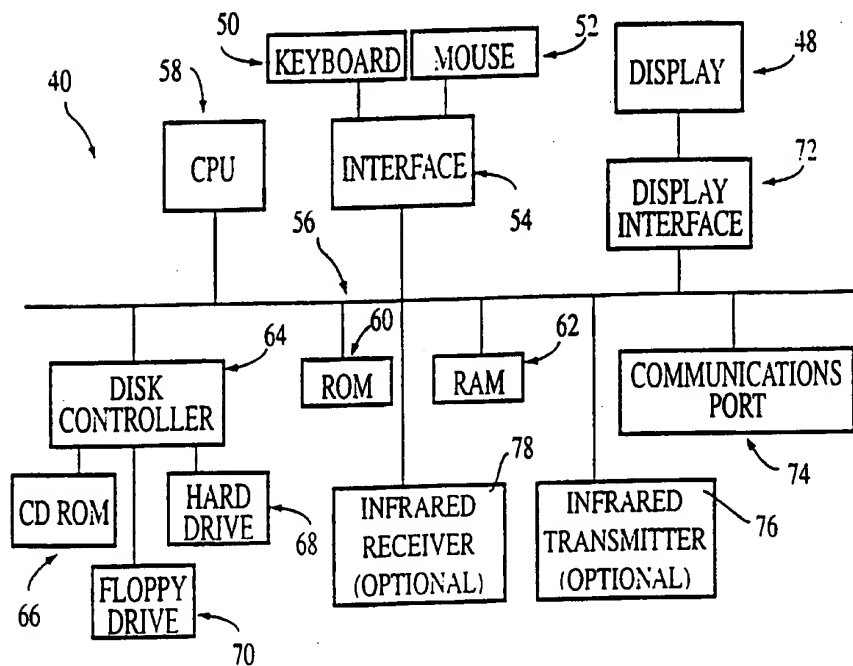 50
KEYBOARD
MOUSE
52
DISPLAY
48
40
58
CPU
INTERFACE
54
72
DISPLAY
INTERFACE
56
64
DISK
CONTROLLER
60
ROM
62
RAM
COMMUNICATIONS
PORT
74
CD ROM
66
HARD
DRIVE
68
FLOPPY
DRIVE
70
78
INFRARED
RECEIVER
(OPTIONAL)
INFRARED
TRANSMITTER
(OPTIONAL)
76